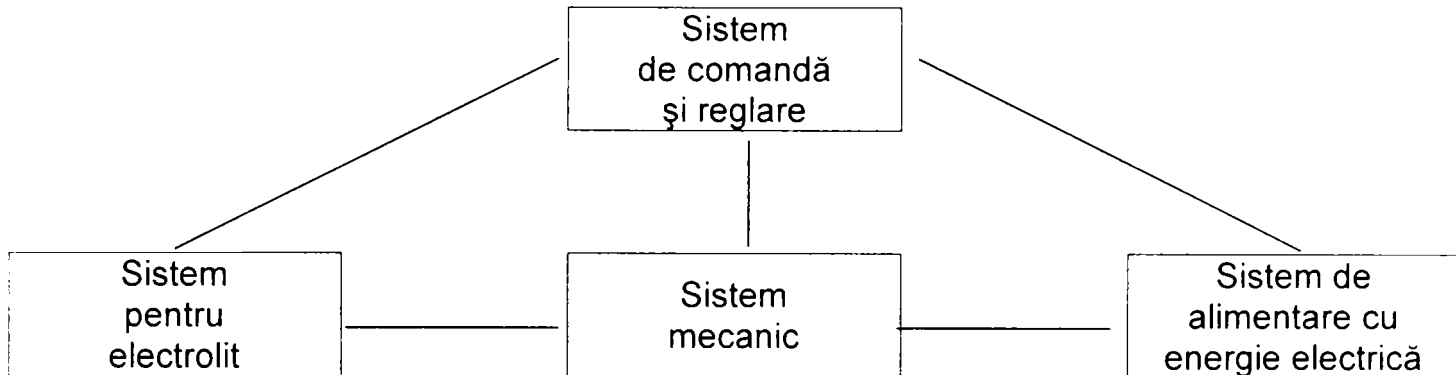 Sistem
de comandă
şi reglare
Sistem
pentru
electrolit
Sistem
mecanic
Sistem de
alimentare cu
energie electrică